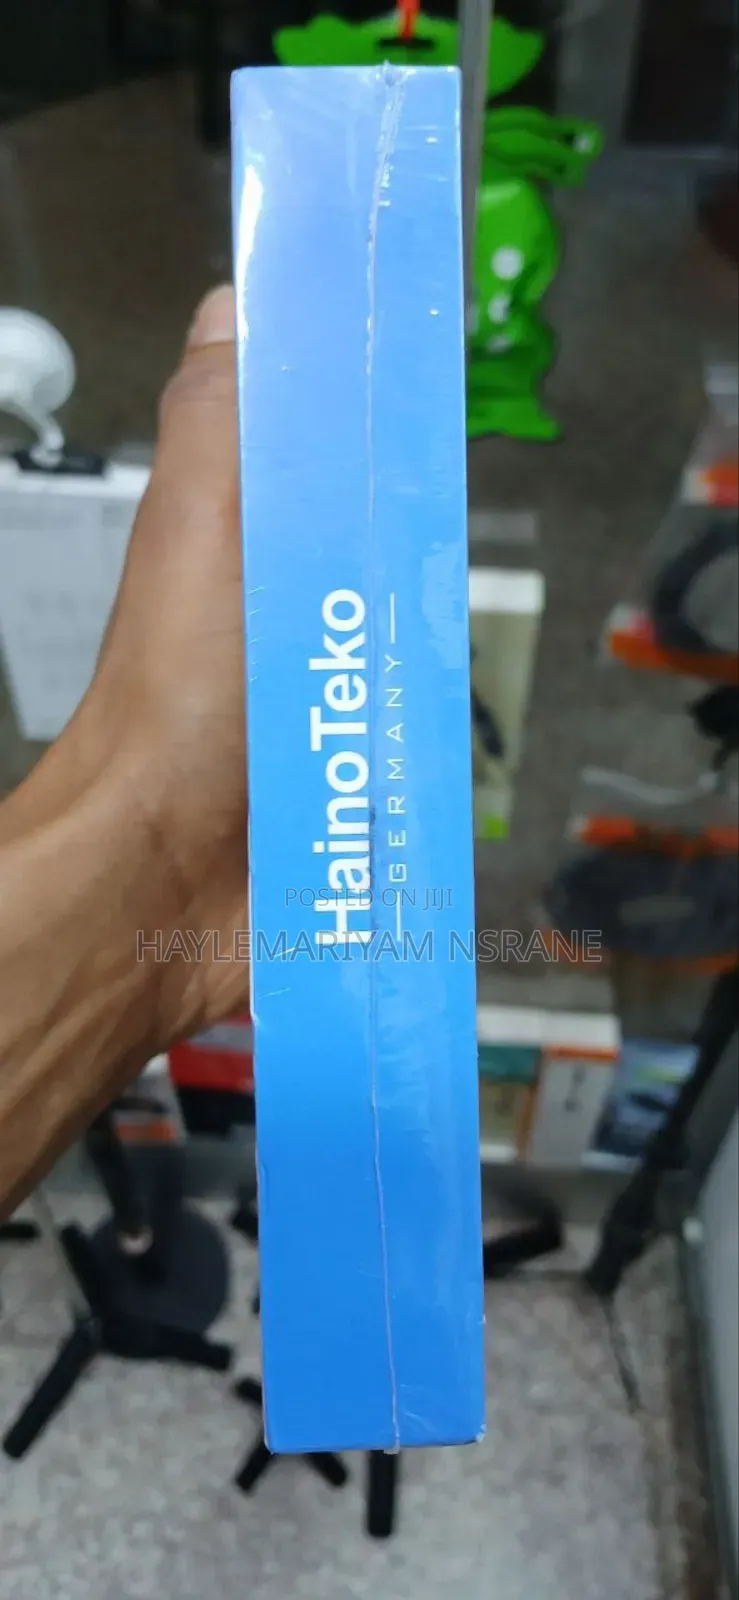 HainoTeko
GERMANY
POSTED ON JIJI
HAYLEMARIYAM NSRANE